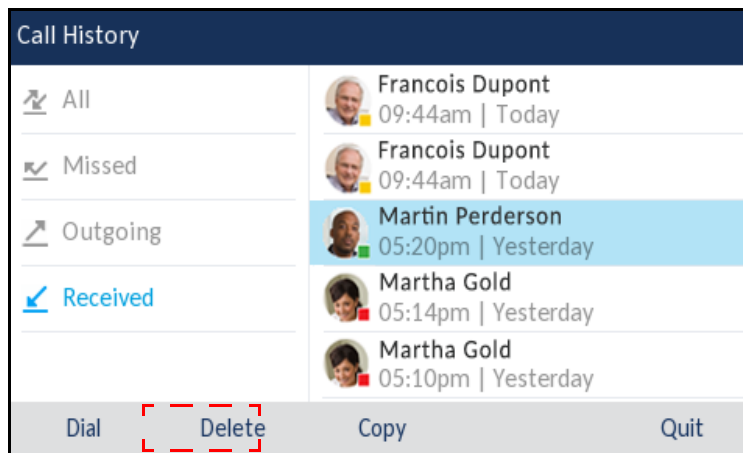 Call History
All
Missed
Outgoing
Received
Francois Dupont
09:44am | Today
Francois Dupont
09:44am | Today
Martin Perderson
05:20pm | Yesterday
Martha Gold
05:14pm | Yesterday
Martha Gold
05:10pm | Yesterday
Dial Delete Copy Quit